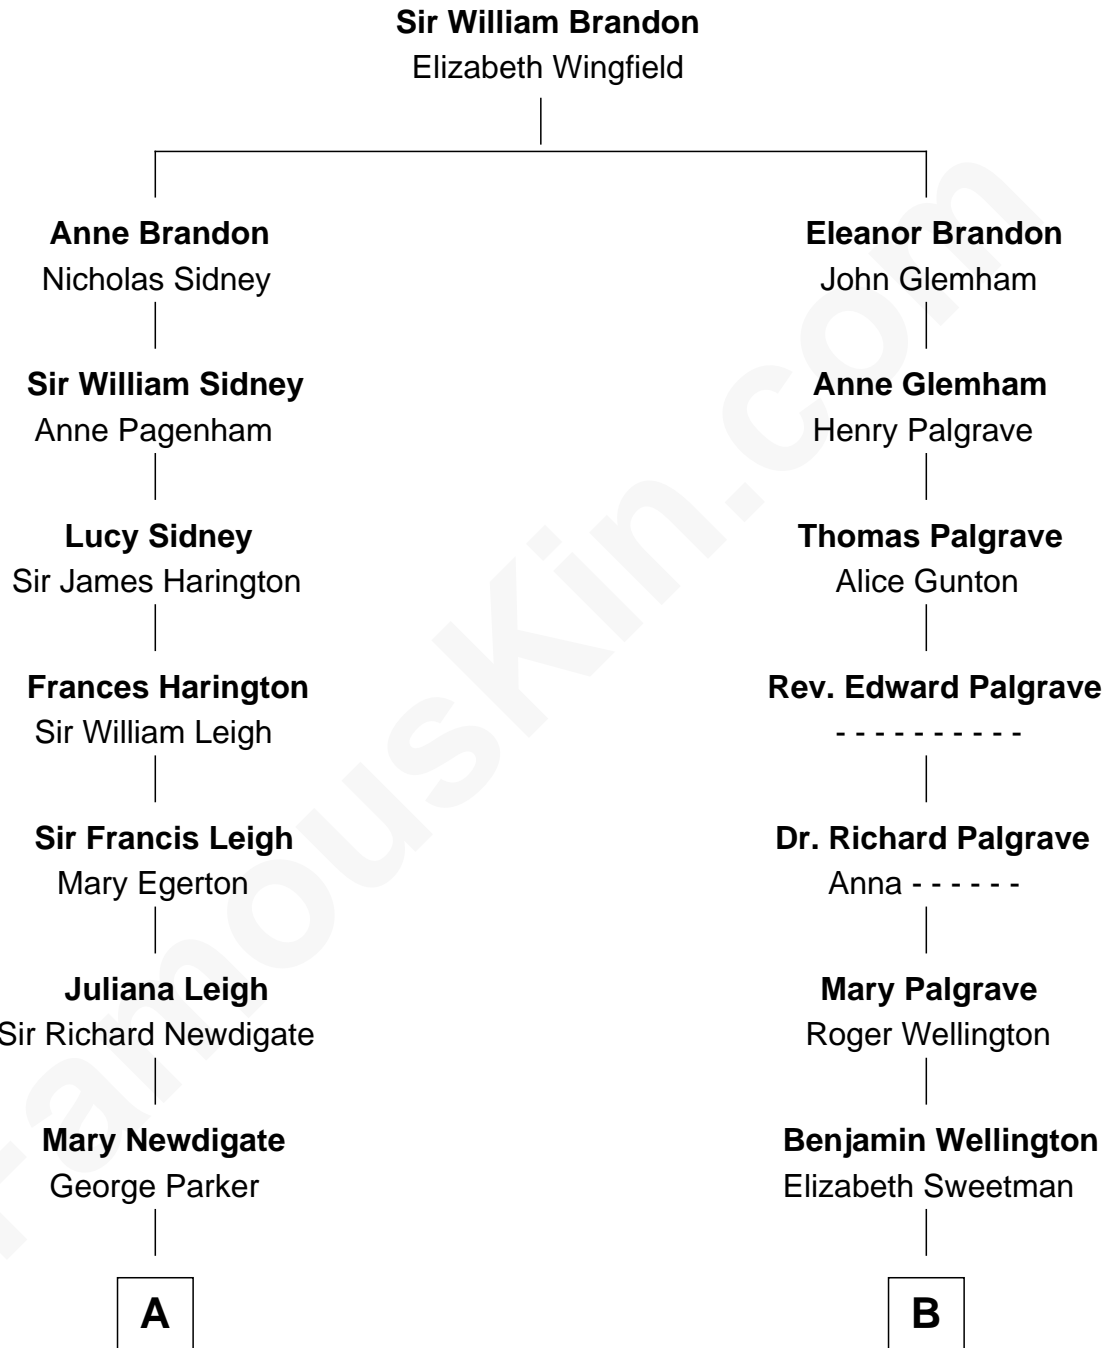 Sir William Brandon
Elizabeth Wingfield
Anne Brandon
Nicholas Sidney
Eleanor Brandon
John Glemham
Sir William Sidney
Anne Pagenham
Anne Glemham
Henry Palgrave
Lucy Sidney
Sir James Harington
Thomas Palgrave
Alice Gunton
Frances Harington
Sir William Leigh
Rev. Edward Palgrave
- - - - - - - - - -
Sir Francis Leigh
Mary Egerton
Dr. Richard Palgrave
Anna - - - - - -
Juliana Leigh
Sir Richard Newdigate
Mary Palgrave
Roger Wellington
Mary Newdigate
George Parker
Benjamin Wellington
Elizabeth Sweetman
A
B
FamousKin.com